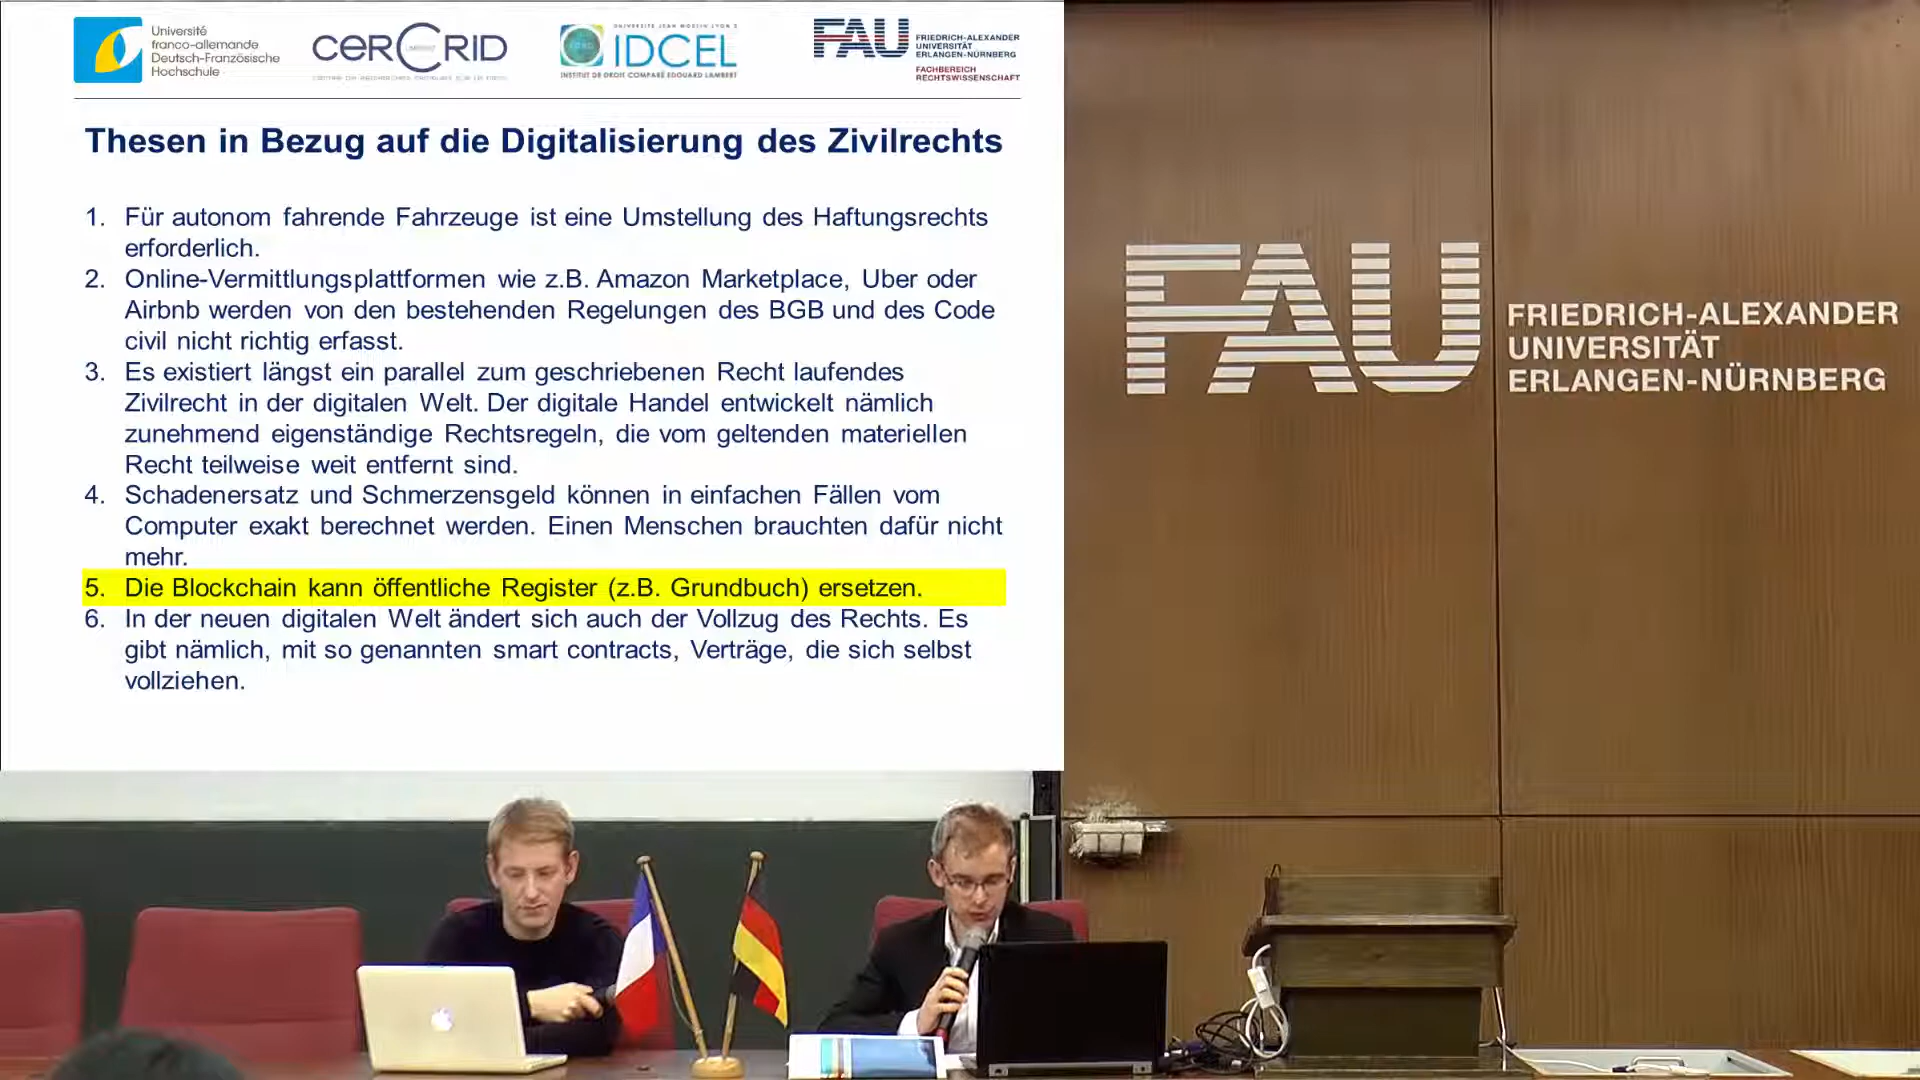 Université
franco-allemande
Deutsch-Französische
Hochschule
CERCRID
UNIVERSITÉ JEAN MOULIN LYON 3
IDCEL
INSTITUT DE DROIT COMPARÉ EDOUARD LAMBERT
FAU
FRIEDRICH-ALEXANDER
UNIVERSITÄT
ERLANGEN-NÜRNBERG
FACHBEREICH
RECHTSWISSENSCHAFT
Thesen in Bezug auf die Digitalisierung des Zivilrechts
1. Für autonom fahrende Fahrzeuge ist eine Umstellung des Haftungsrechts
erforderlich.
2. Online-Vermittlungsplattformen wie z.B. Amazon Marketplace, Uber oder
Airbnb werden von den bestehenden Regelungen des BGB und des Code
civil nicht richtig erfasst.
3. Es existiert längst ein parallel zum geschriebenen Recht laufendes
Zivilrecht in der digitalen Welt. Der digitale Handel entwickelt nämlich
zunehmend eigenständige Rechtsregeln, die vom geltenden materiellen
Recht teilweise weit entfernt sind.
4. Schadenersatz und Schmerzensgeld können in einfachen Fällen vom
Computer exakt berechnet werden. Einen Menschen brauchten dafür nicht
mehr.
5. Die Blockchain kann öffentliche Register (z.B. Grundbuch) ersetzen.
6. In der neuen digitalen Welt ändert sich auch der Vollzug des Rechts. Es
gibt nämlich, mit so genannten smart contracts, Verträge, die sich selbst
vollziehen.
FAU
FRIEDRICH-ALEXANDER
UNIVERSITÄT
ERLANGEN-NÜRNBERG